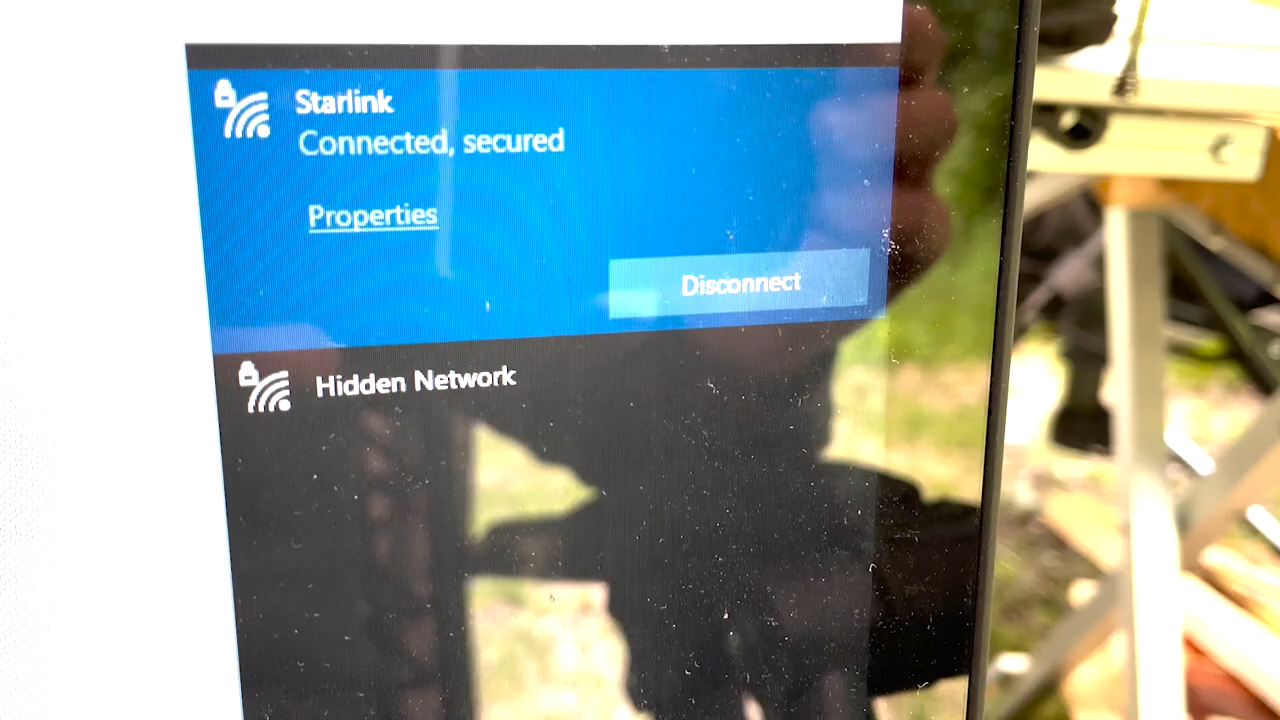 Starlink
Connected, secured
Properties
Disconnect
Hidden Network